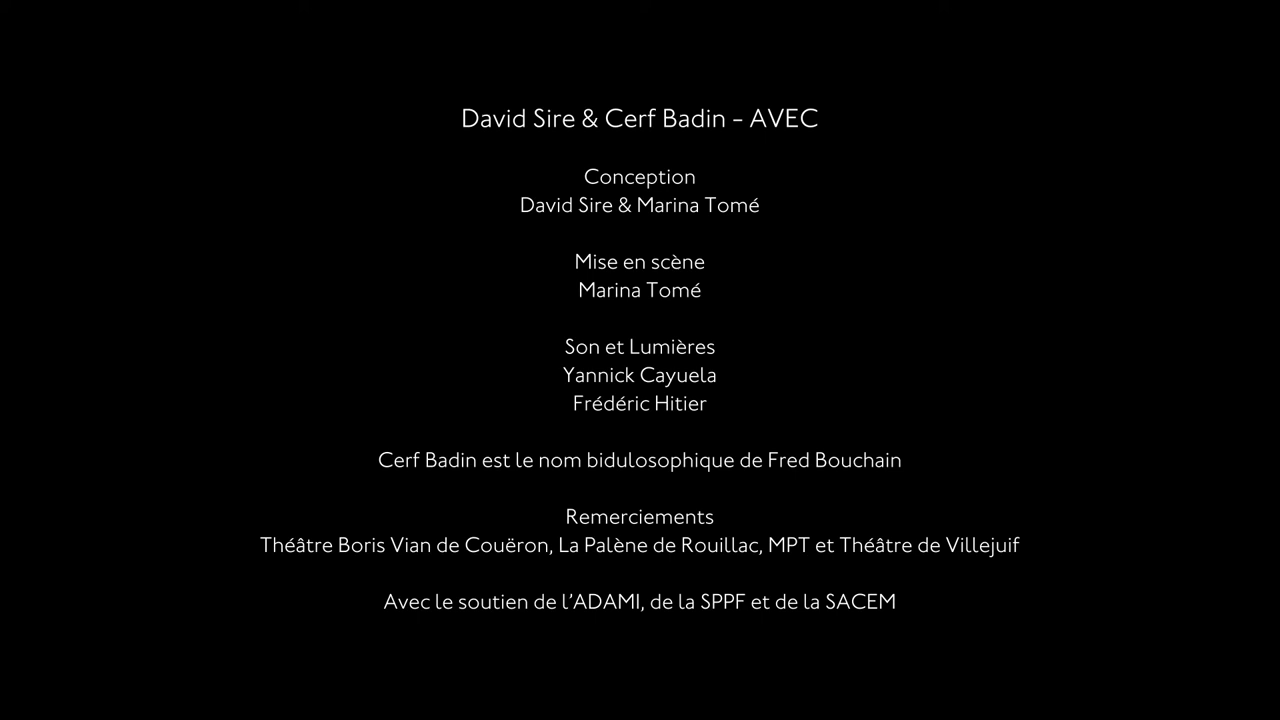 David Sire & Cerf Badin - AVEC
Conception
David Sire & Marina Tomé
Mise en scène
Marina Tomé
Son et Lumières
Yannick Cayuela
Frédéric Hitier
Cerf Badin est le nom bidulosophique de Fred Bouchain
Remerciements
Théâtre Boris Vian de Couëron, La Palène de Rouillac, MPT et Théâtre de Villejuif
Avec le soutien de l’ADAMI, de la SPPF et de la SACEM